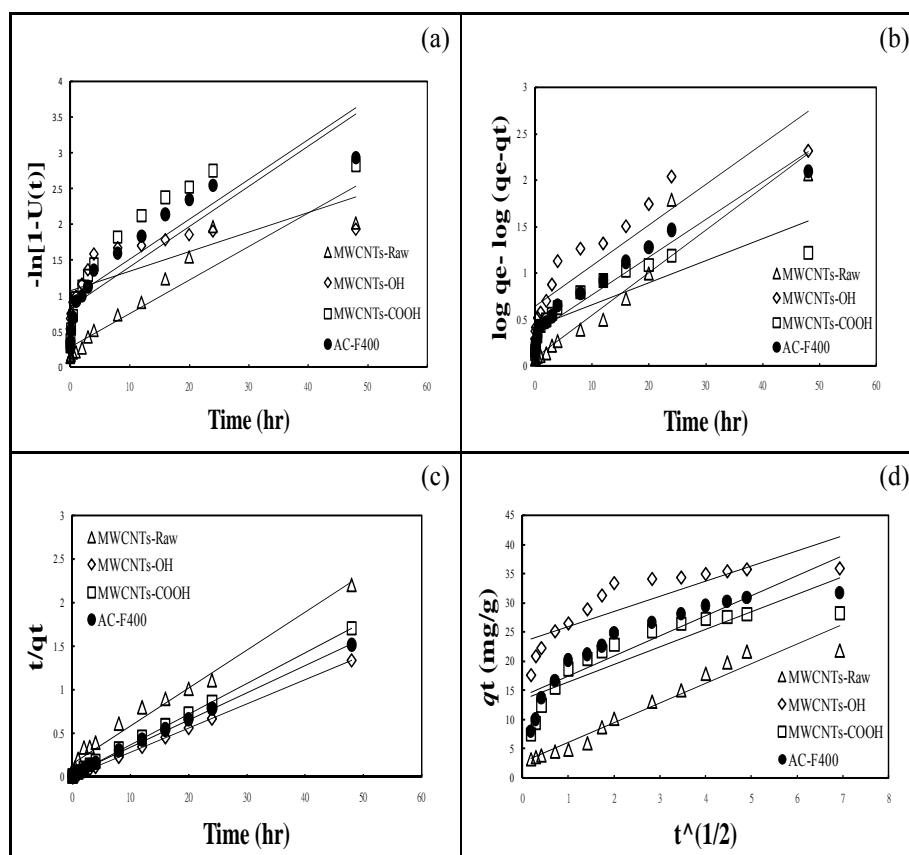 (a)
4
3.5
3
2.5
2
1.5
1
0.5
0
0 10 20 30 40 50 60
-ln[1-U(t)]
Time (hr)
MWCNTs-Raw
MWCNTs-OH
MWCNTs-COOH
AC-F400
(b)
3
2.5
2
1.5
1
0.5
0
0 10 20 30 40 50 60
log qe- log (qe-qt)
Time (hr)
MWCNTs-Raw
MWCNTs-OH
MWCNTs-COOH
AC-F400
(c)
3
2.5
2
1.5
1
0.5
0
0 10 20 30 40 50 60
t/qt
Time (hr)
MWCNTs-Raw
MWCNTs-OH
MWCNTs-COOH
AC-F400
(d)
45
40
35
30
25
20
15
10
5
0
0 1 2 3 4 5 6 7 8
qt (mg/g)
t^(1/2)
MWCNTs-Raw
MWCNTs-OH
MWCNTs-COOH
AC-F400